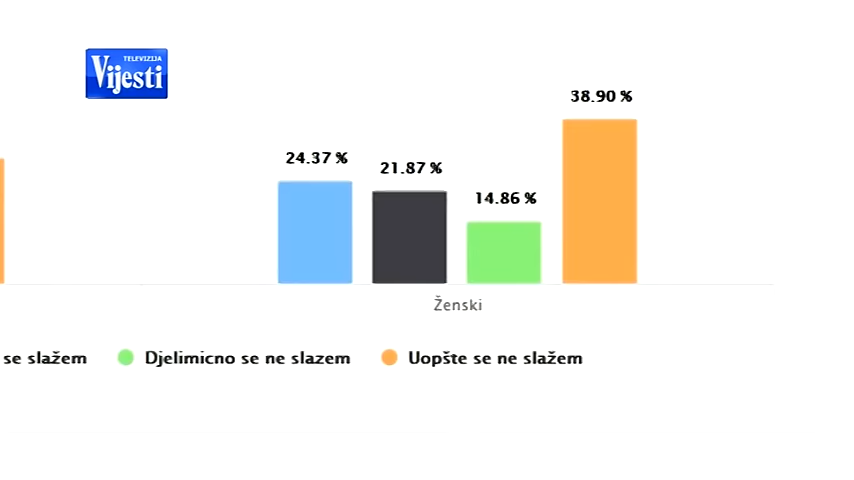 TELEVIZIJA
Vijesti
38.90 %
24.37 %
21.87 %
14.86 %
Ženski
se slažem
Djelimicno se ne slazem
Uopšte se ne slažem